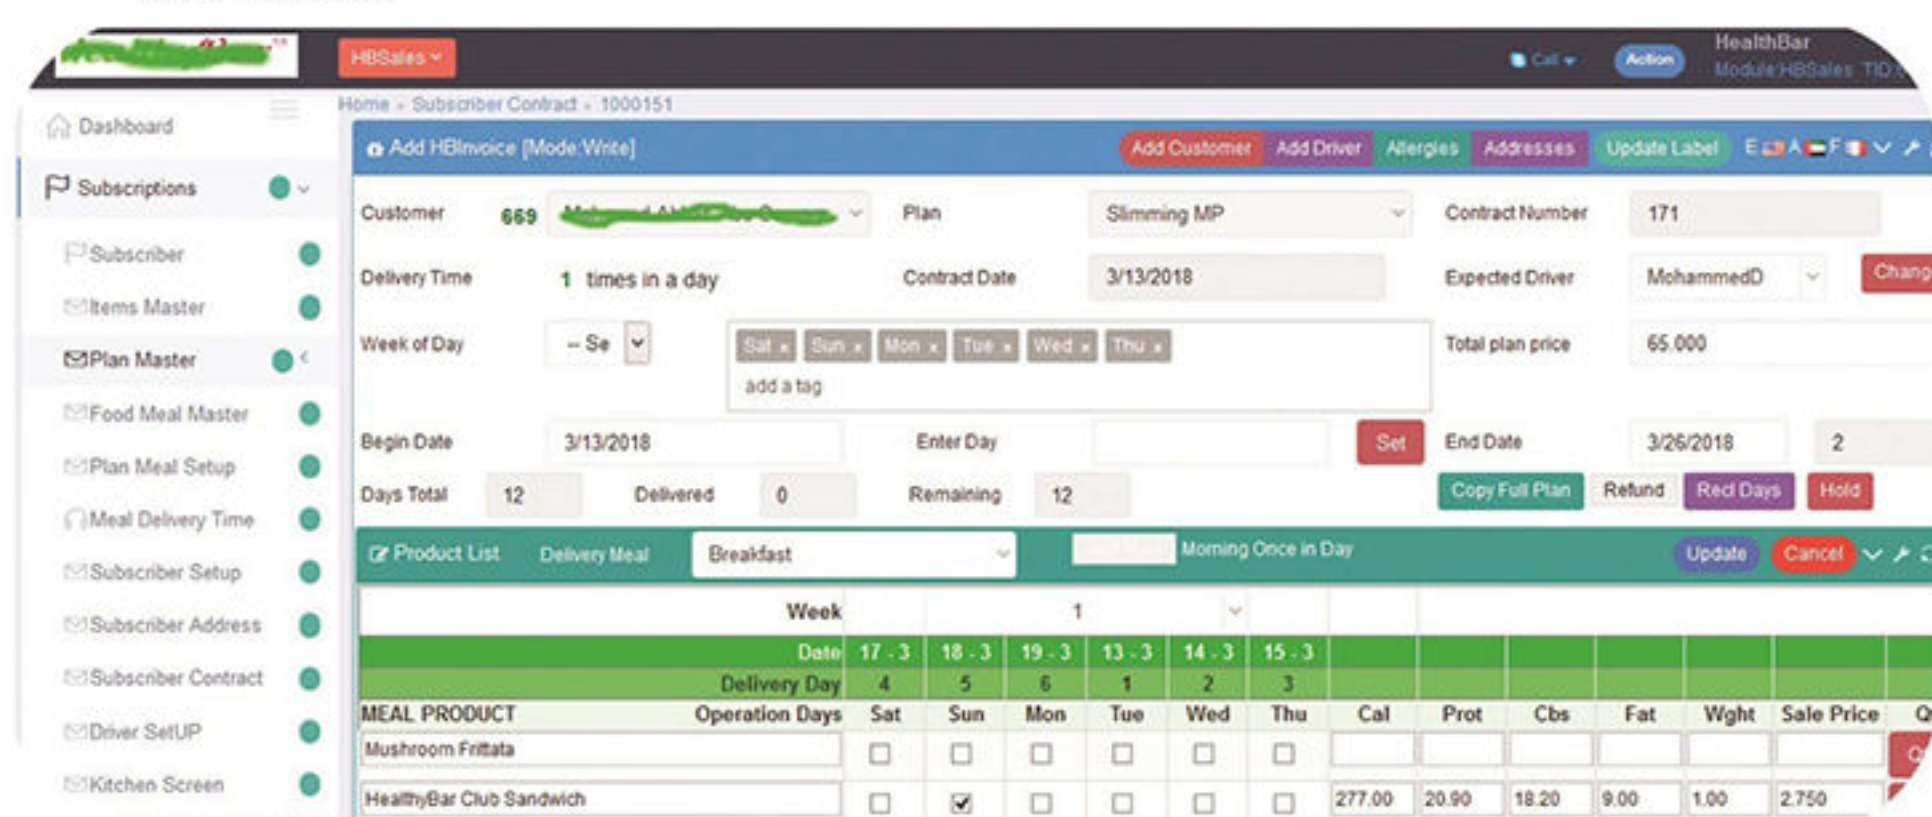 HBSales
Call
Action
HealthBar
Module:HBSales TID:
Home Subscriber Contract 1000151
Dashboard
Subscriptions
Subscriber
Items Master
Plan Master
Food Meal Master
Plan Meal Setup
Meal Delivery Time
Subscriber Setup
Subscriber Address
Subscriber Contract
Driver SetUP
Kitchen Screen
Add HBInvoice [Mode:Write]
Add Customer Add Driver Allergies Addresses Update Label E A F
Customer 669 Plan Slimming MP Contract Number 171
Delivery Time 1 times in a day Contract Date 3/13/2018 Expected Driver MohammedD Chang
Week of Day -- Se Sat x Sun x Mon x Tue x Wed x Thu x Total plan price 65.000
add a tag
Begin Date 3/13/2018 Enter Day Set End Date 3/26/2018 2
Days Total 12 Delivered 0 Remaining 12 Copy Full Plan Refund Recl Days Hold
Product List Delivery Meal Breakfast Morning Once in Day Update Cancel
Week 1
Date 17 - 3 18 - 3 19 - 3 13 - 3 14 - 3 15 - 3
Delivery Day 4 5 6 1 2 3
MEAL PRODUCT Operation Days Sat Sun Mon Tue Wed Thu Cal Prot Cbs Fat Wght Sale Price
Mushroom Frittata
HealthyBar Club Sandwich 277.00 20.90 18.20 9.00 1.00 2.750